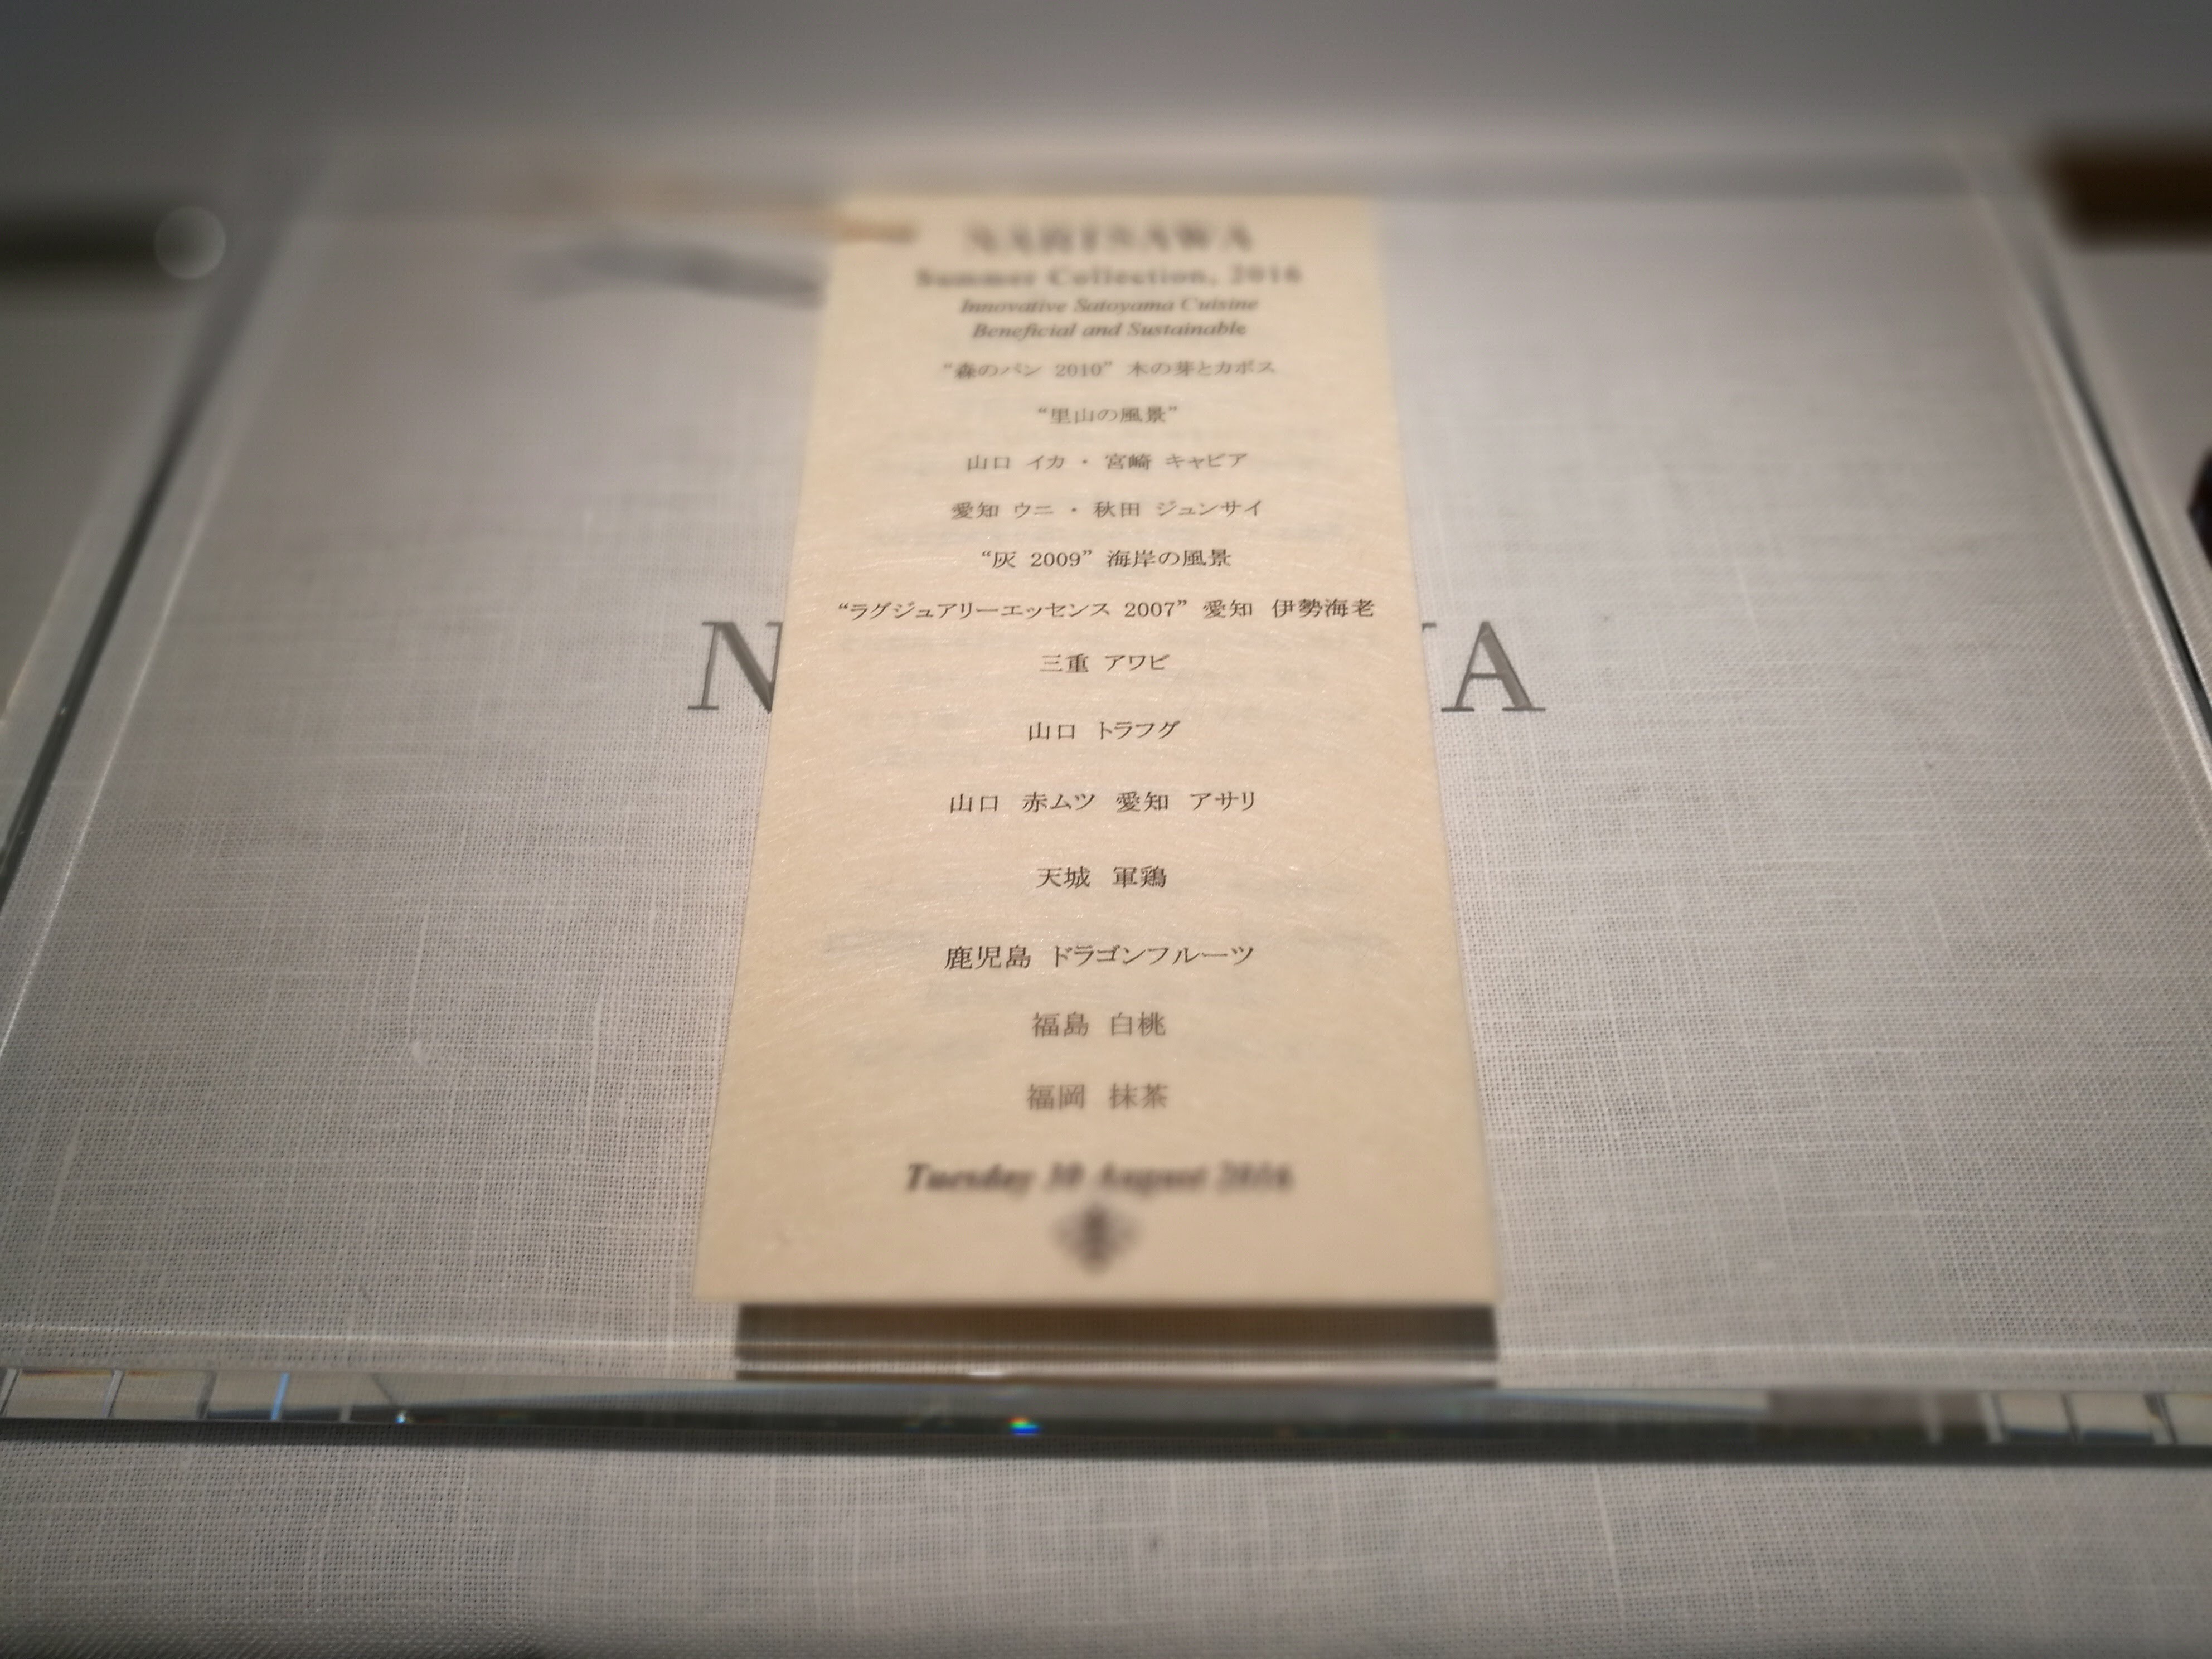 NARISAWA
Summer Collection, 2016
Innovative Satoyama Cuisine
Beneficial and Sustainable
“森のパン 2010” 木の芽とカボス
“里山の風景”
山口 イカ ・ 宮崎 キャビア
愛知 ウニ ・ 秋田 ジュンサイ
“灰 2009” 海岸の風景
“ラグジュアリーエッセンス 2007” 愛知 伊勢海老
三重 アワビ
山口 トラフグ
山口 赤ムツ 愛知 アサリ
天城 軍鶏
鹿児島 ドラゴンフルーツ
福島 白桃
福岡 抹茶
Tuesday 30 August 2016